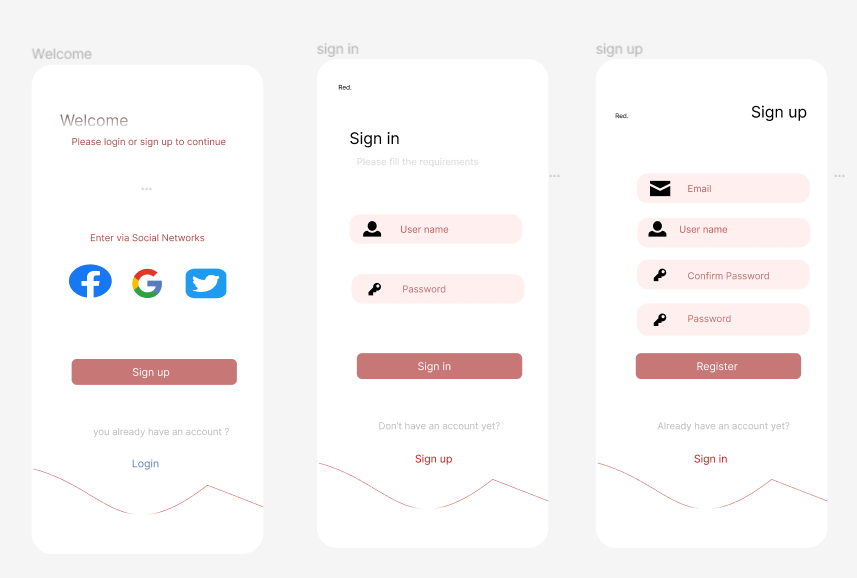 Welcome
Welcome
Please login or sign up to continue
...
Enter via Social Networks
Sign up
you already have an account ?
Login
sign in
Red.
Sign in
Please fill the requirements
...
User name
Password
Sign in
Don't have an account yet?
Sign up
sign up
Red.
Sign up
...
Email
User name
Confirm Password
Password
Register
Already have an account yet?
Sign in